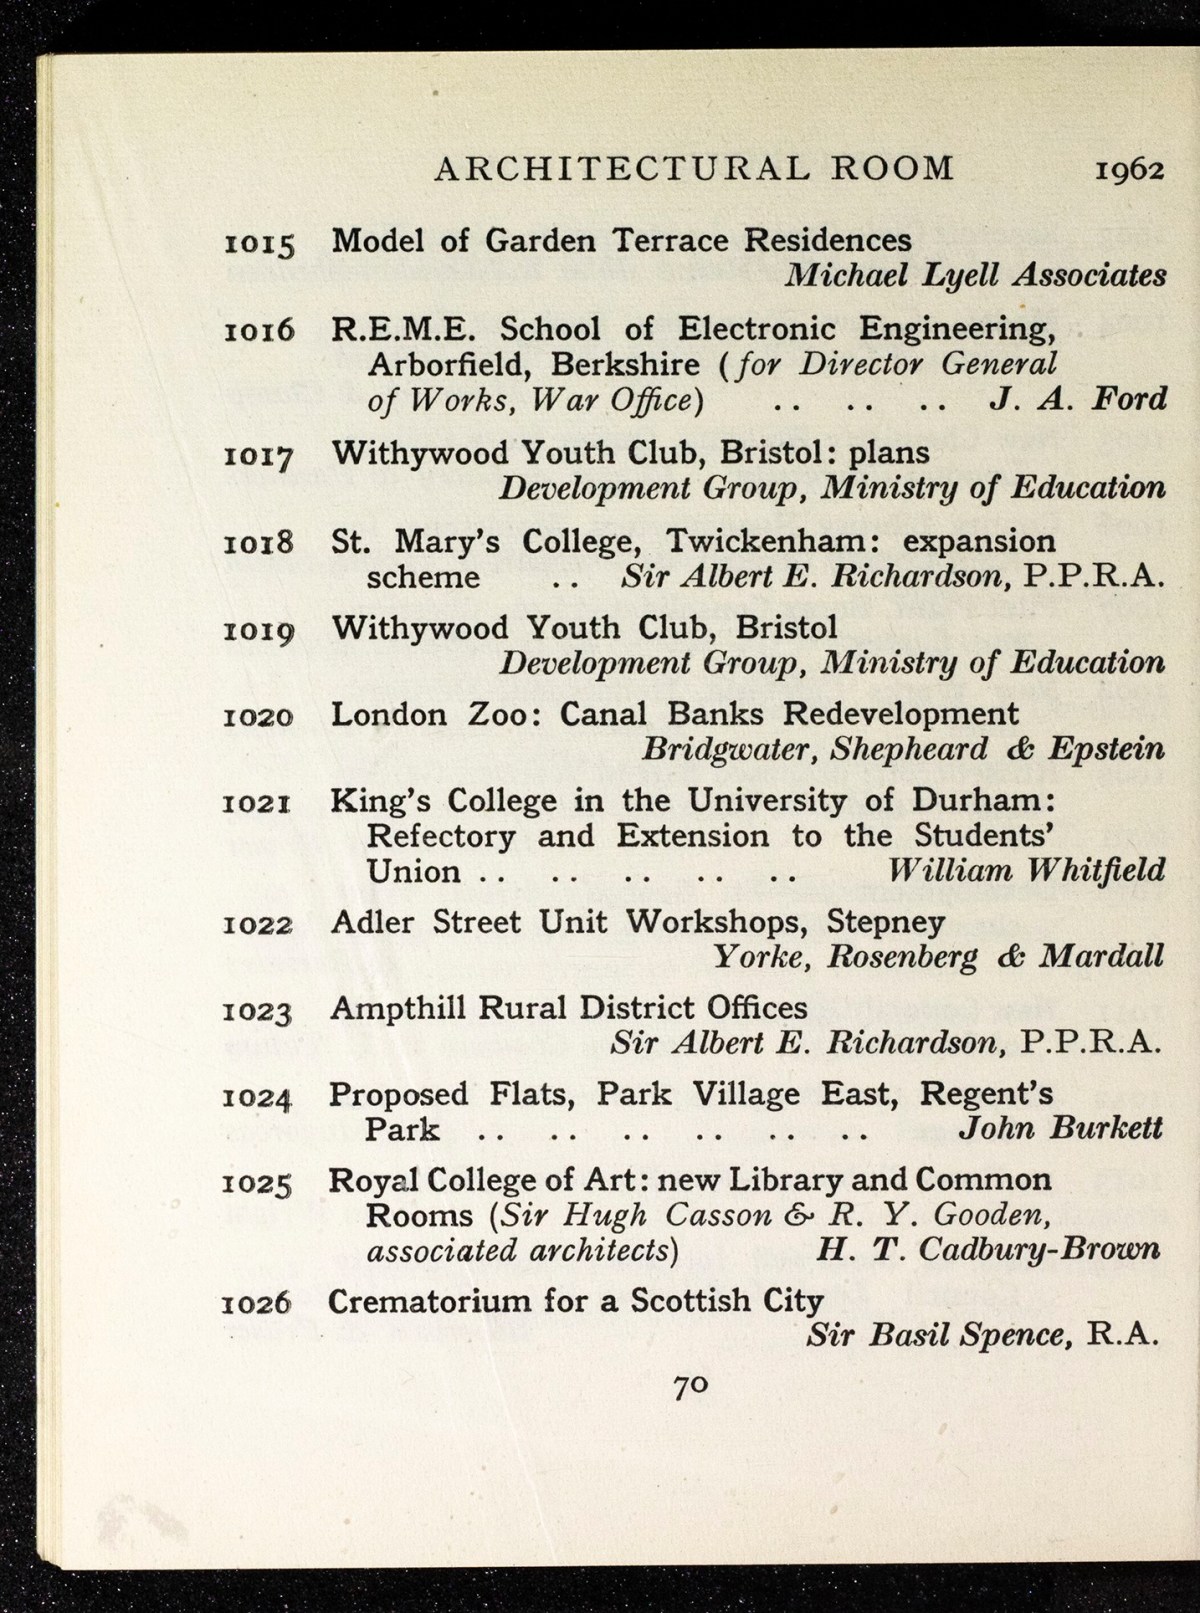 ARCHITECTURAL ROOM 1962
1015 Model of Garden Terrace Residences
Michael Lyell Associates
1016 R.E.M.E. School of Electronic Engineering,
Arborfield, Berkshire (for Director General
of Works, War Office) .. .. .. J. A. Ford
1017 Withywood Youth Club, Bristol: plans
Development Group, Ministry of Education
1018 St. Mary's College, Twickenham: expansion
scheme .. Sir Albert E. Richardson, P.P.R.A.
1019 Withywood Youth Club, Bristol
Development Group, Ministry of Education
1020 London Zoo: Canal Banks Redevelopment
Bridgwater, Shepheard & Epstein
1021 King's College in the University of Durham:
Refectory and Extension to the Students'
Union .. .. .. .. .. William Whitfield
1022 Adler Street Unit Workshops, Stepney
Yorke, Rosenberg & Mardall
1023 Ampthill Rural District Offices
Sir Albert E. Richardson, P.P.R.A.
1024 Proposed Flats, Park Village East, Regent's
Park .. .. .. .. .. .. John Burkett
1025 Royal College of Art: new Library and Common
Rooms (Sir Hugh Casson & R. Y. Gooden,
associated architects) H. T. Cadbury-Brown
1026 Crematorium for a Scottish City
Sir Basil Spence, R.A.
70